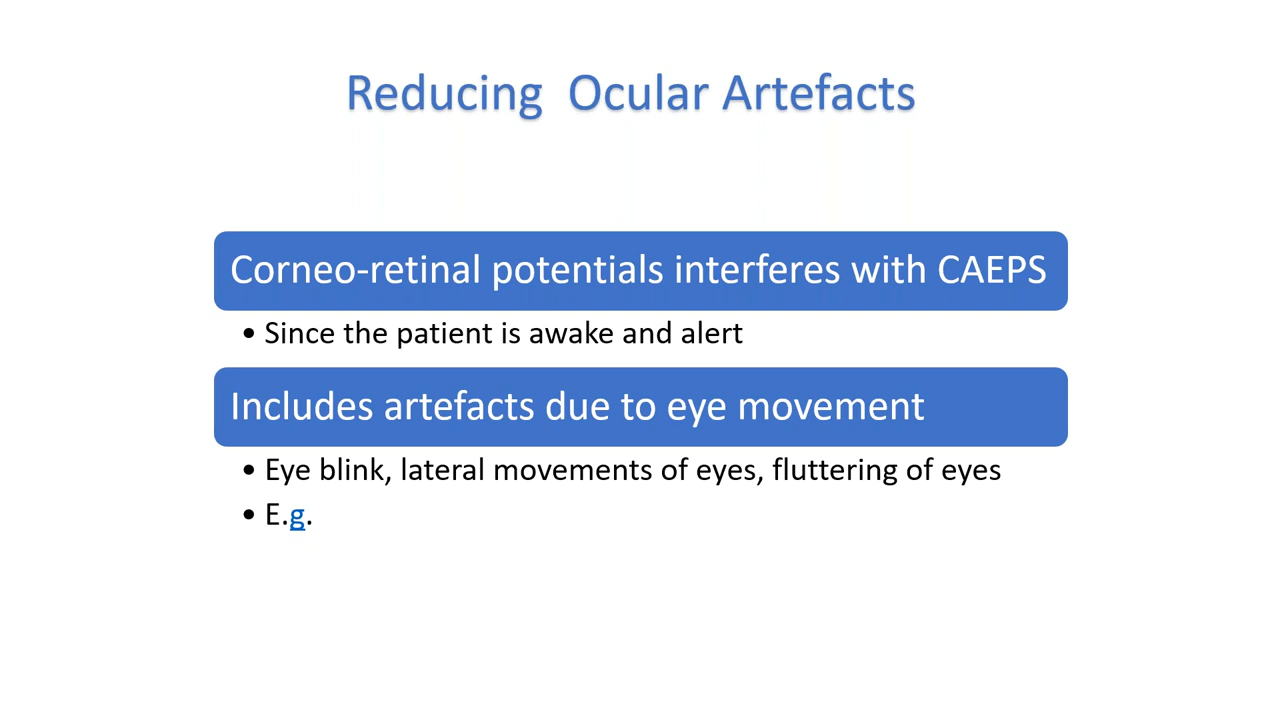 Reducing  Ocular Artefacts
Corneo-retinal potentials interferes with CAEPS
• Since the patient is awake and alert
Includes artefacts due to eye movement
• Eye blink, lateral movements of eyes, fluttering of eyes
• E.g.